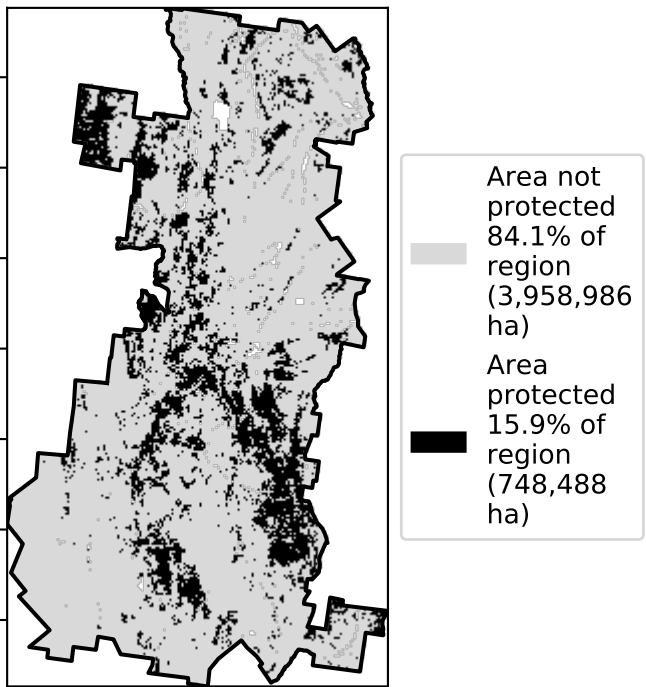 Area not
protected
84.1% of
region
(3,958,986
ha)
Area
protected
15.9% of
region
(748,488
ha)